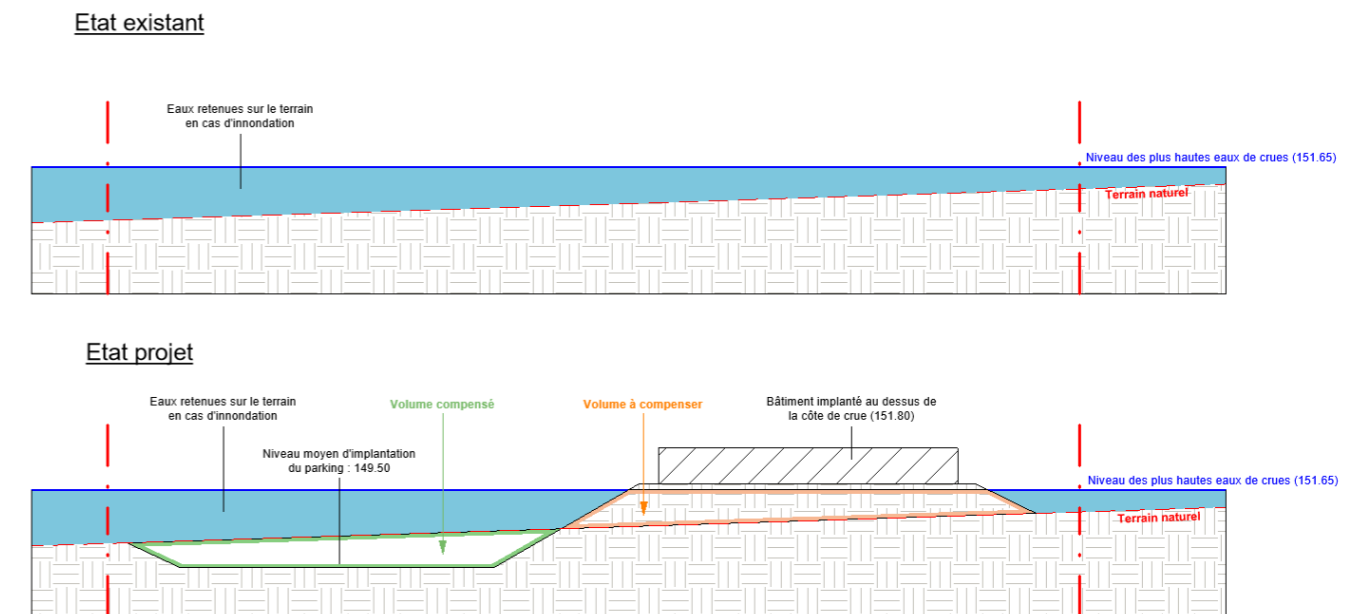 Etat existant
Eaux retenues sur le terrain
en cas d'innondation
Niveau des plus hautes eaux de crues (151.65)
Terrain naturel
Etat projet
Eaux retenues sur le terrain
en cas d'innondation
Volume compensé
Volume à compenser
Bâtiment implanté au dessus de
la côte de crue (151.80)
Niveau moyen d'implantation
du parking : 149.50
Niveau des plus hautes eaux de crues (151.65)
Terrain naturel